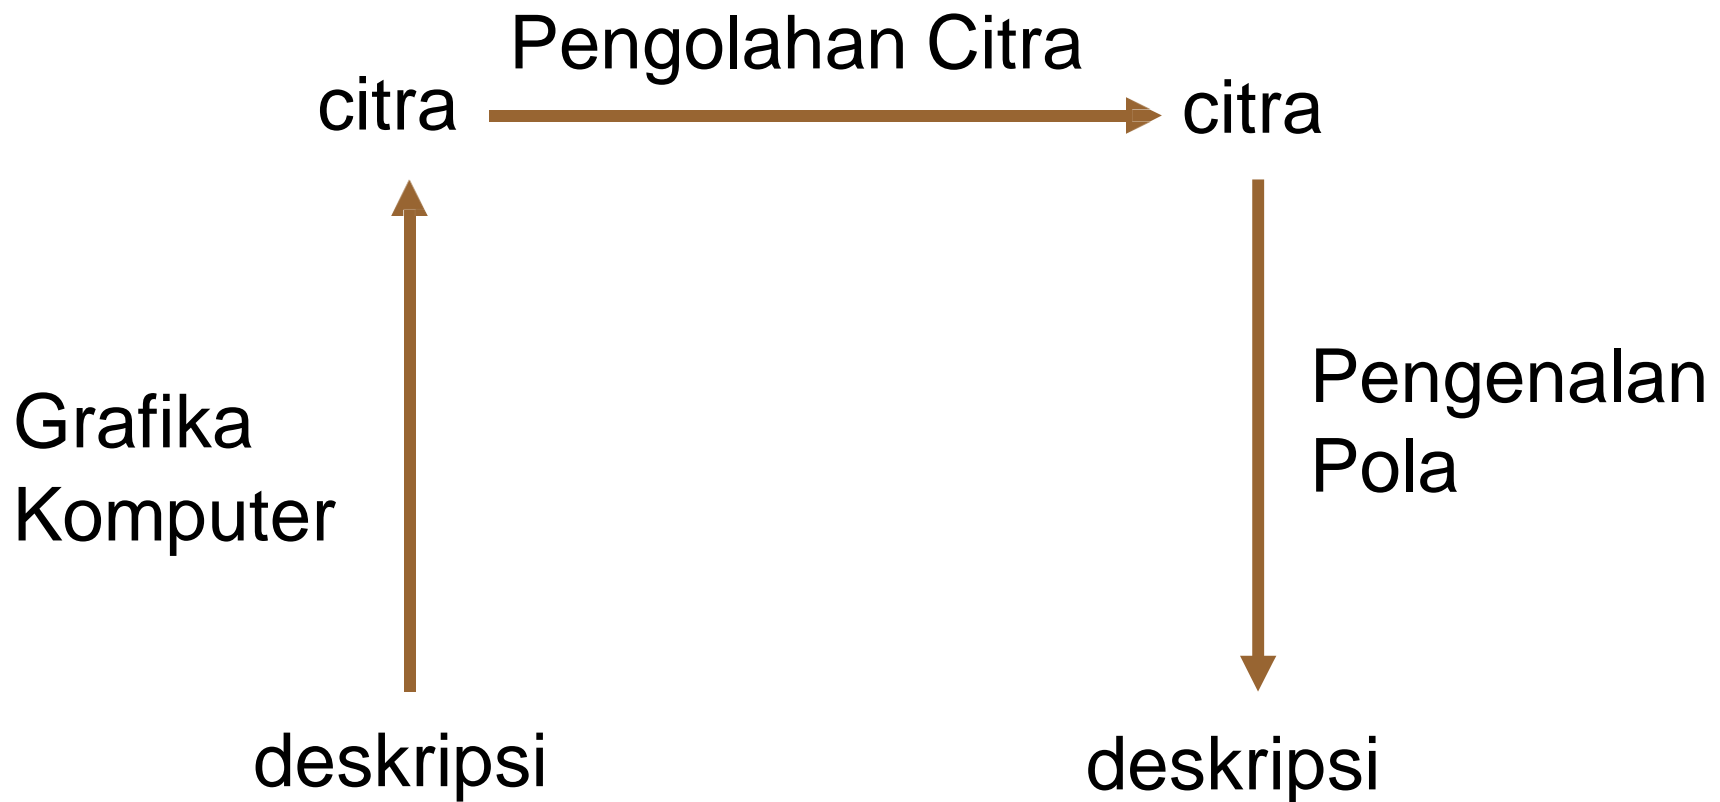 Pengolahan Citra
citra
citra
Grafika
Komputer
Pengenalan
Pola
deskripsi
deskripsi